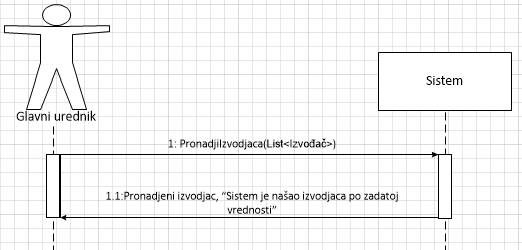 Glavni urednik
Sistem
1: PronadjiIzvodjaca(List<Izvođač>)
1.1:Pronadjeni izvodjac, “Sistem je našao izvodjaca po zadatoj
vrednosti”